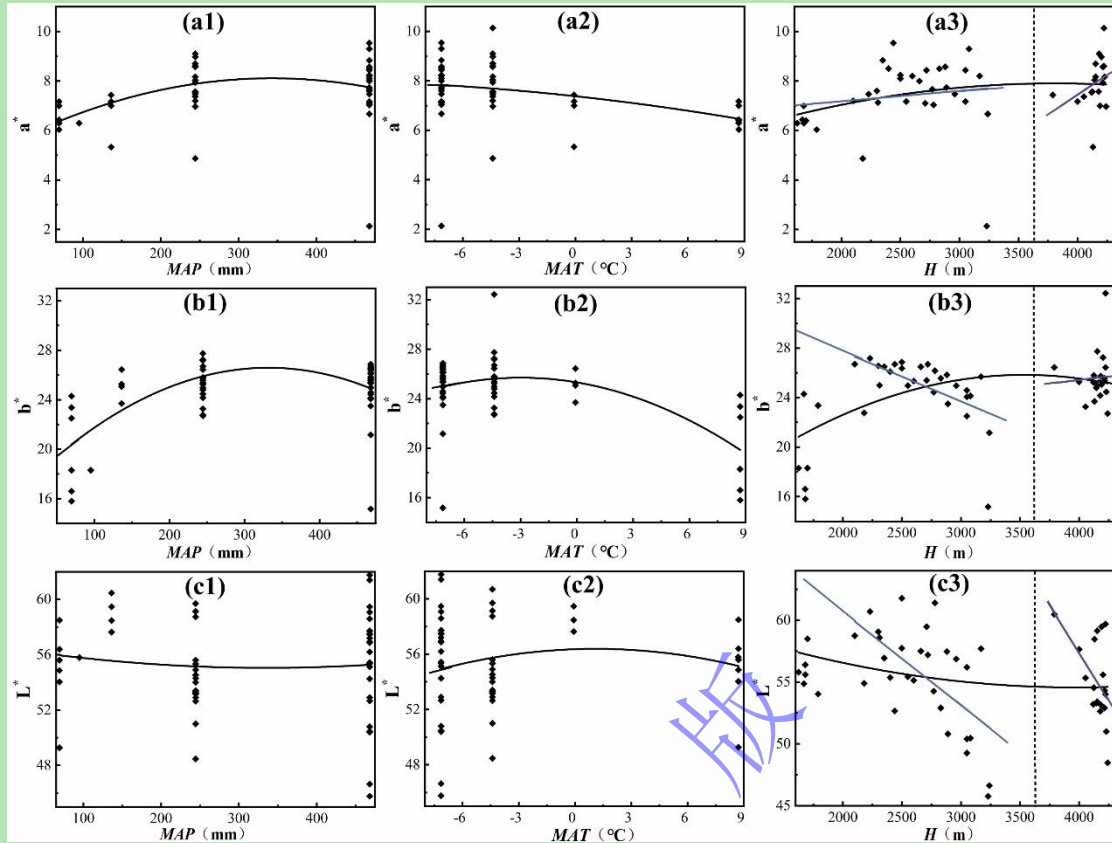 (a1)
a*
10
8
6
4
2
100 200 300 400
MAP（mm）
(a2)
10
8
6
4
2
-6 -3 0 3 6 9
MAT（°C）
(a3)
a*
10
8
6
4
2
2000 2500 3000 3500 4000
H（m）
(b1)
b*
32
28
24
20
16
100 200 300 400
MAP（mm）
(b2)
32
28
24
20
16
-6 -3 0 3 6 9
MAT（°C）
(b3)
b*
32
28
24
20
16
2000 2500 3000 3500 4000
H（m）
(c1)
L*
60
56
52
48
100 200 300 400
MAP（mm）
(c2)
60
56
52
48
-6 -3 0 3 6 9
MAT（°C）
(c3)
L*
60
55
50
45
2000 2500 3000 3500 4000
H（m）
版